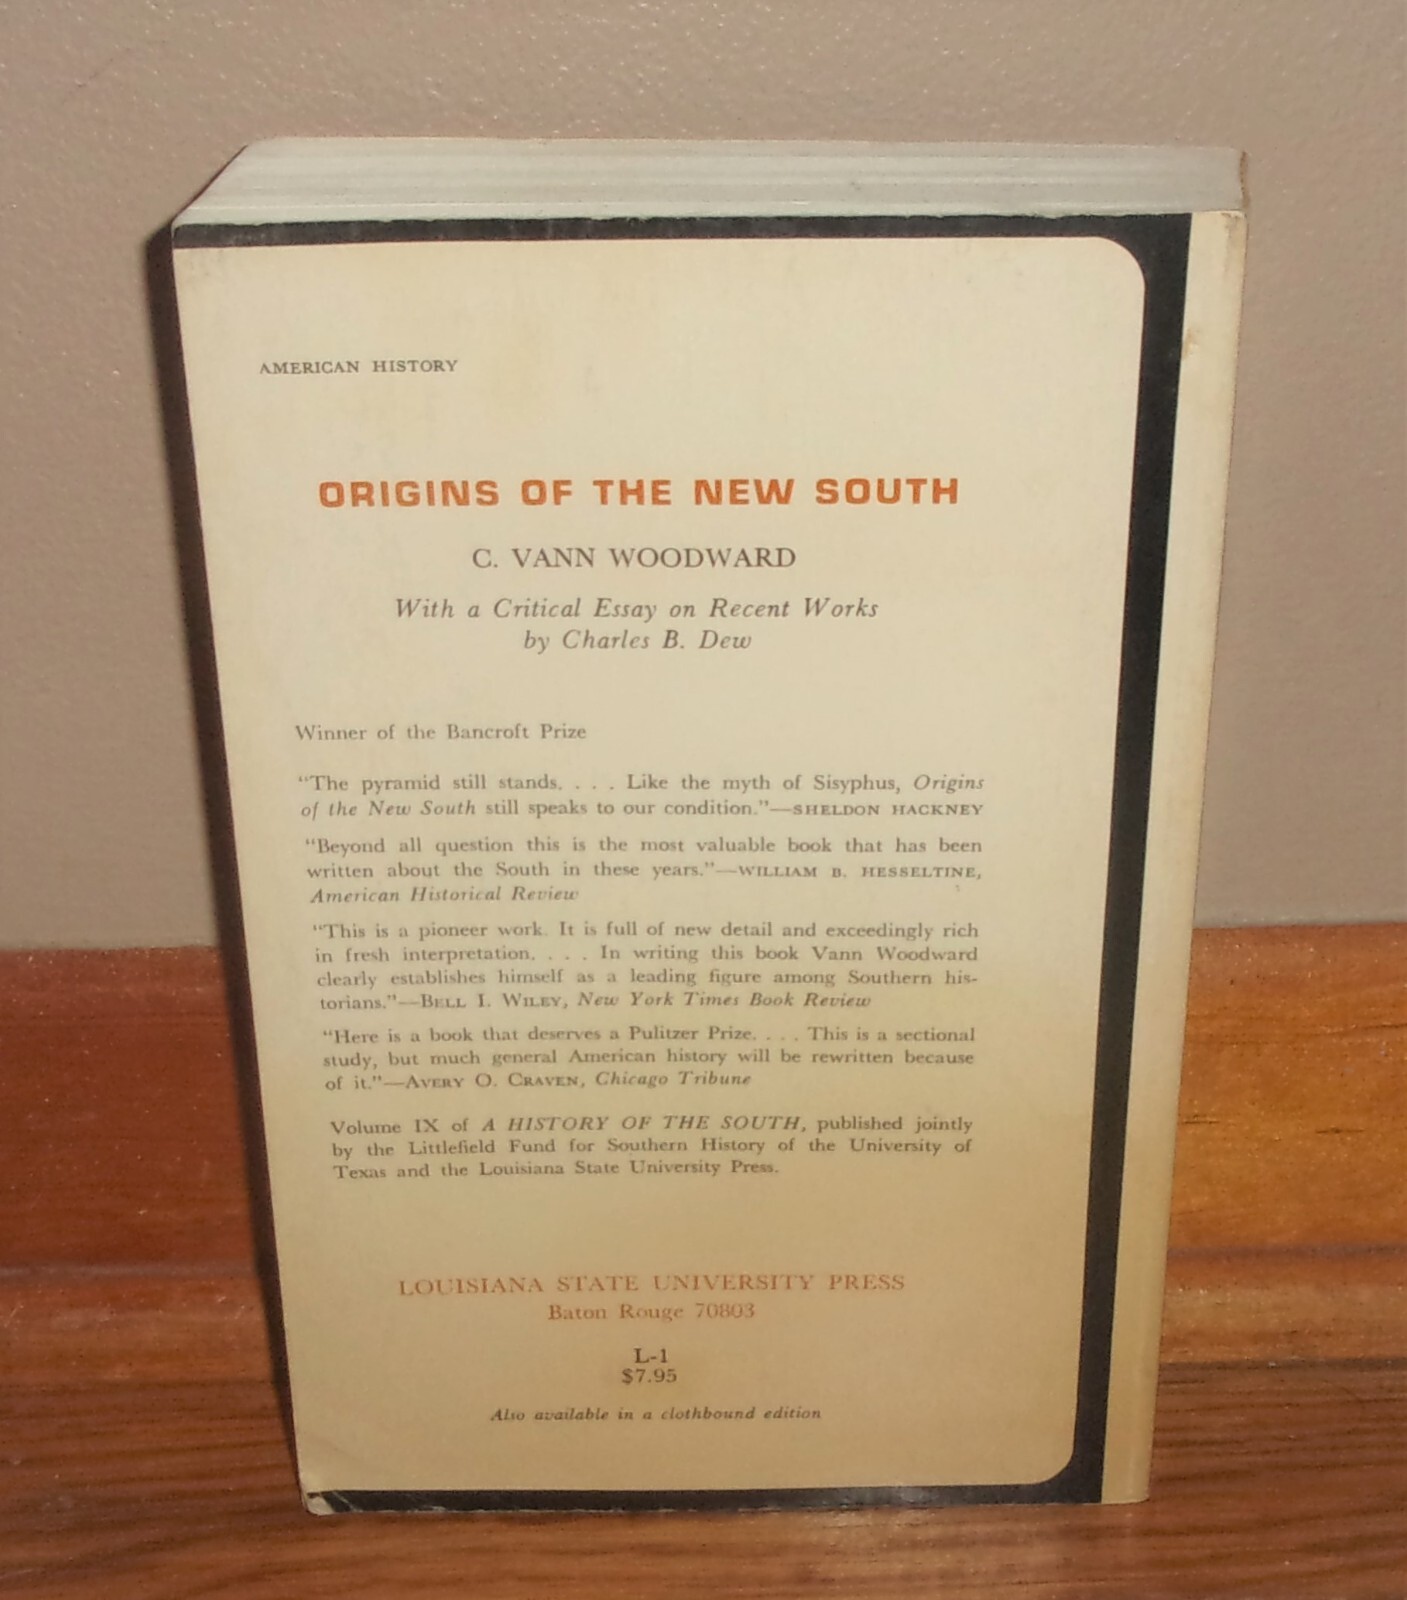 AMERICAN HISTORY
ORIGINS OF THE NEW SOUTH
C. VANN WOODWARD
With a Critical Essay on Recent Works
by Charles B. Dew
Winner of the Bancroft Prize
"The pyramid still stands. . . . Like the myth of Sisyphus, Origins
of the New South still speaks to our condition."—SHELDON HACKNEY
"Beyond all question this is the most valuable book that has been
written about the South in these years."—WILLIAM B. HESSELTINE,
American Historical Review
"This is a pioneer work. It is full of new detail and exceedingly rich
in fresh interpretation. . . . In writing this book Vann Woodward
clearly establishes himself as a leading figure among Southern his-
torians."—BELL I. WILEY, New York Times Book Review
"Here is a book that deserves a Pulitzer Prize. . . . This is a sectional
study, but much general American history will be rewritten because
of it."—AVERY O. CRAVEN, Chicago Tribune
Volume IX of A HISTORY OF THE SOUTH, published jointly
by the Littlefield Fund for Southern History of the University of
Texas and the Louisiana State University Press.
LOUISIANA STATE UNIVERSITY PRESS
Baton Rouge 70803
L-1
$7.95
Also available in a clothbound edition